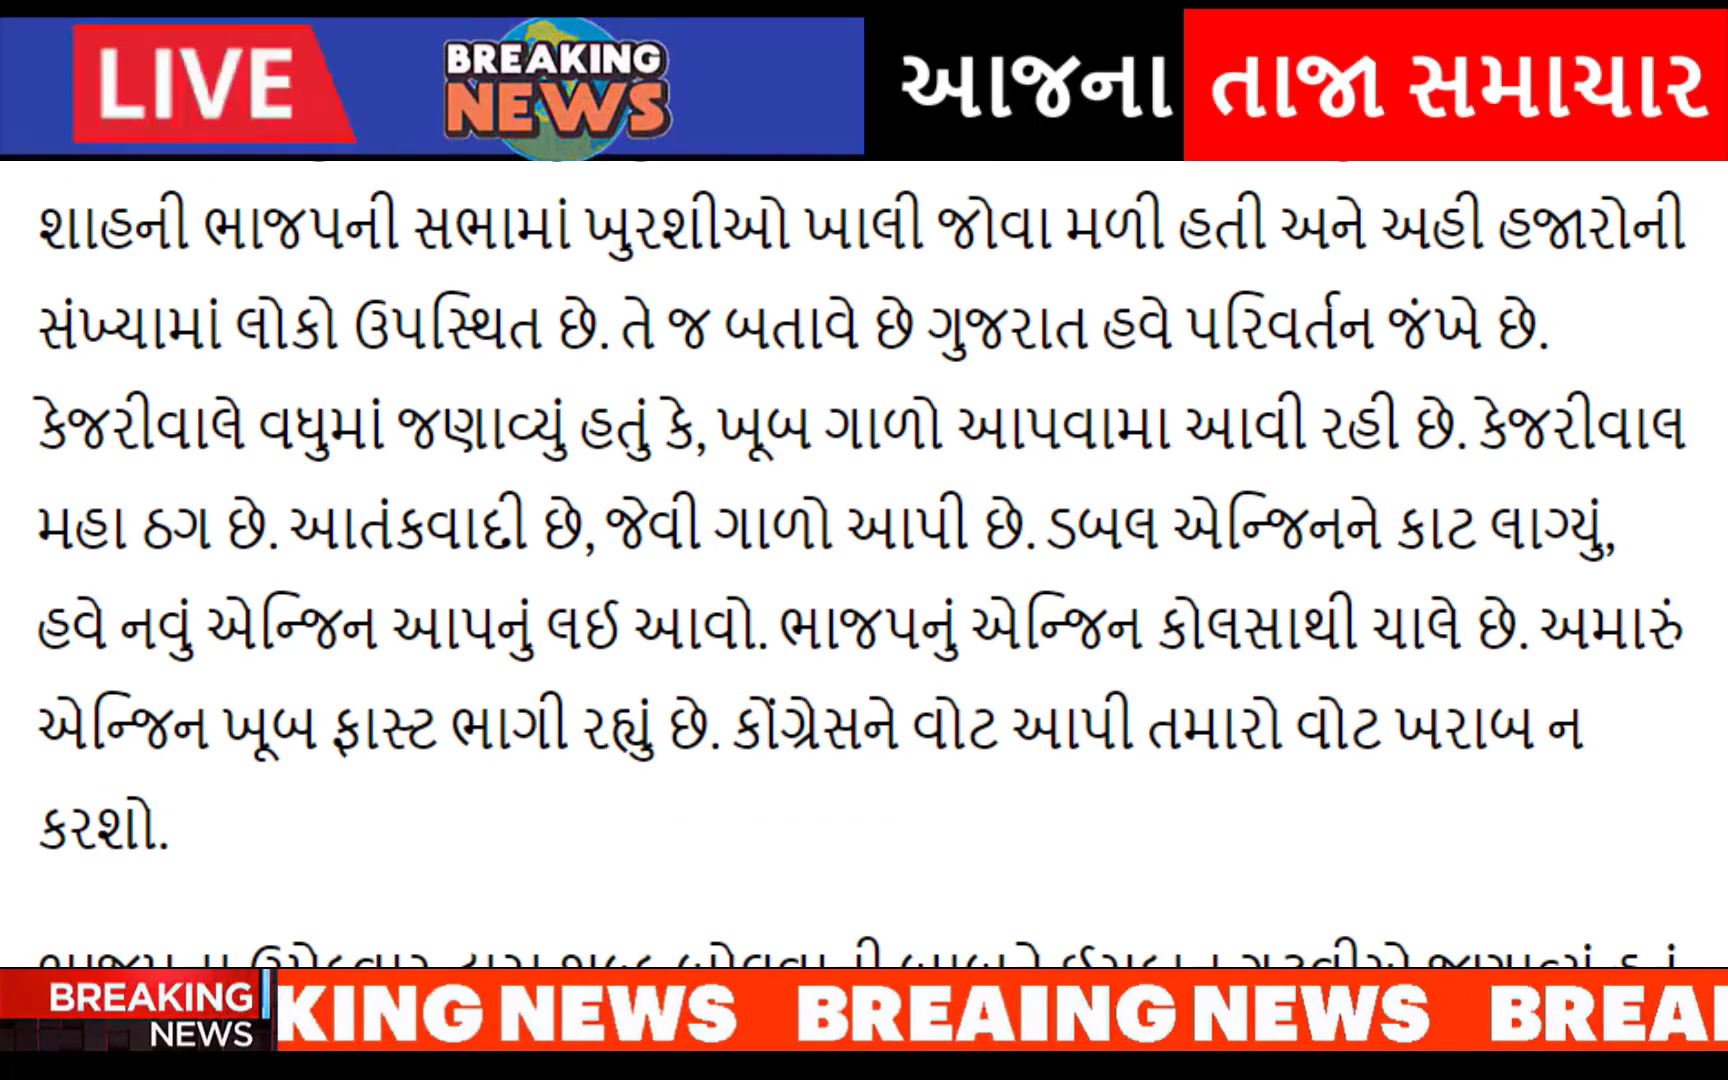 LIVE
BREAKING
NEWS
આજના તાજા સમાચાર
શાહની ભાજપની સભામાં ખુરશીઓ ખાલી જોવા મળી હતી અને અહી હજારોની
સંખ્યામાં લોકો ઉપસ્થિત છે. તે જ બતાવે છે ગુજરાત હવે પરિવર્તન જંખે છે.
કેજરીવાલે વધુમાં જણાવ્યું હતું કે, ખૂબ ગાળો આપવામા આવી રહી છે. કેજરીવાલ
મહા ઠગ છે. આતંકવાદી છે, જેવી ગાળો આપી છે. ડબલ એન્જિનને કાટ લાગ્યું,
હવે નવું એન્જિન આપનું લઈ આવો. ભાજપનું એન્જિન કોલસાથી ચાલે છે. અમારું
એન્જિન ખૂબ ફાસ્ટ ભાગી રહ્યું છે. કોંગ્રેસને વોટ આપી તમારો વોટ ખરાબ ન
કરશો.
BREAKING
NEWS
KING NEWS BREAING NEWS BREA